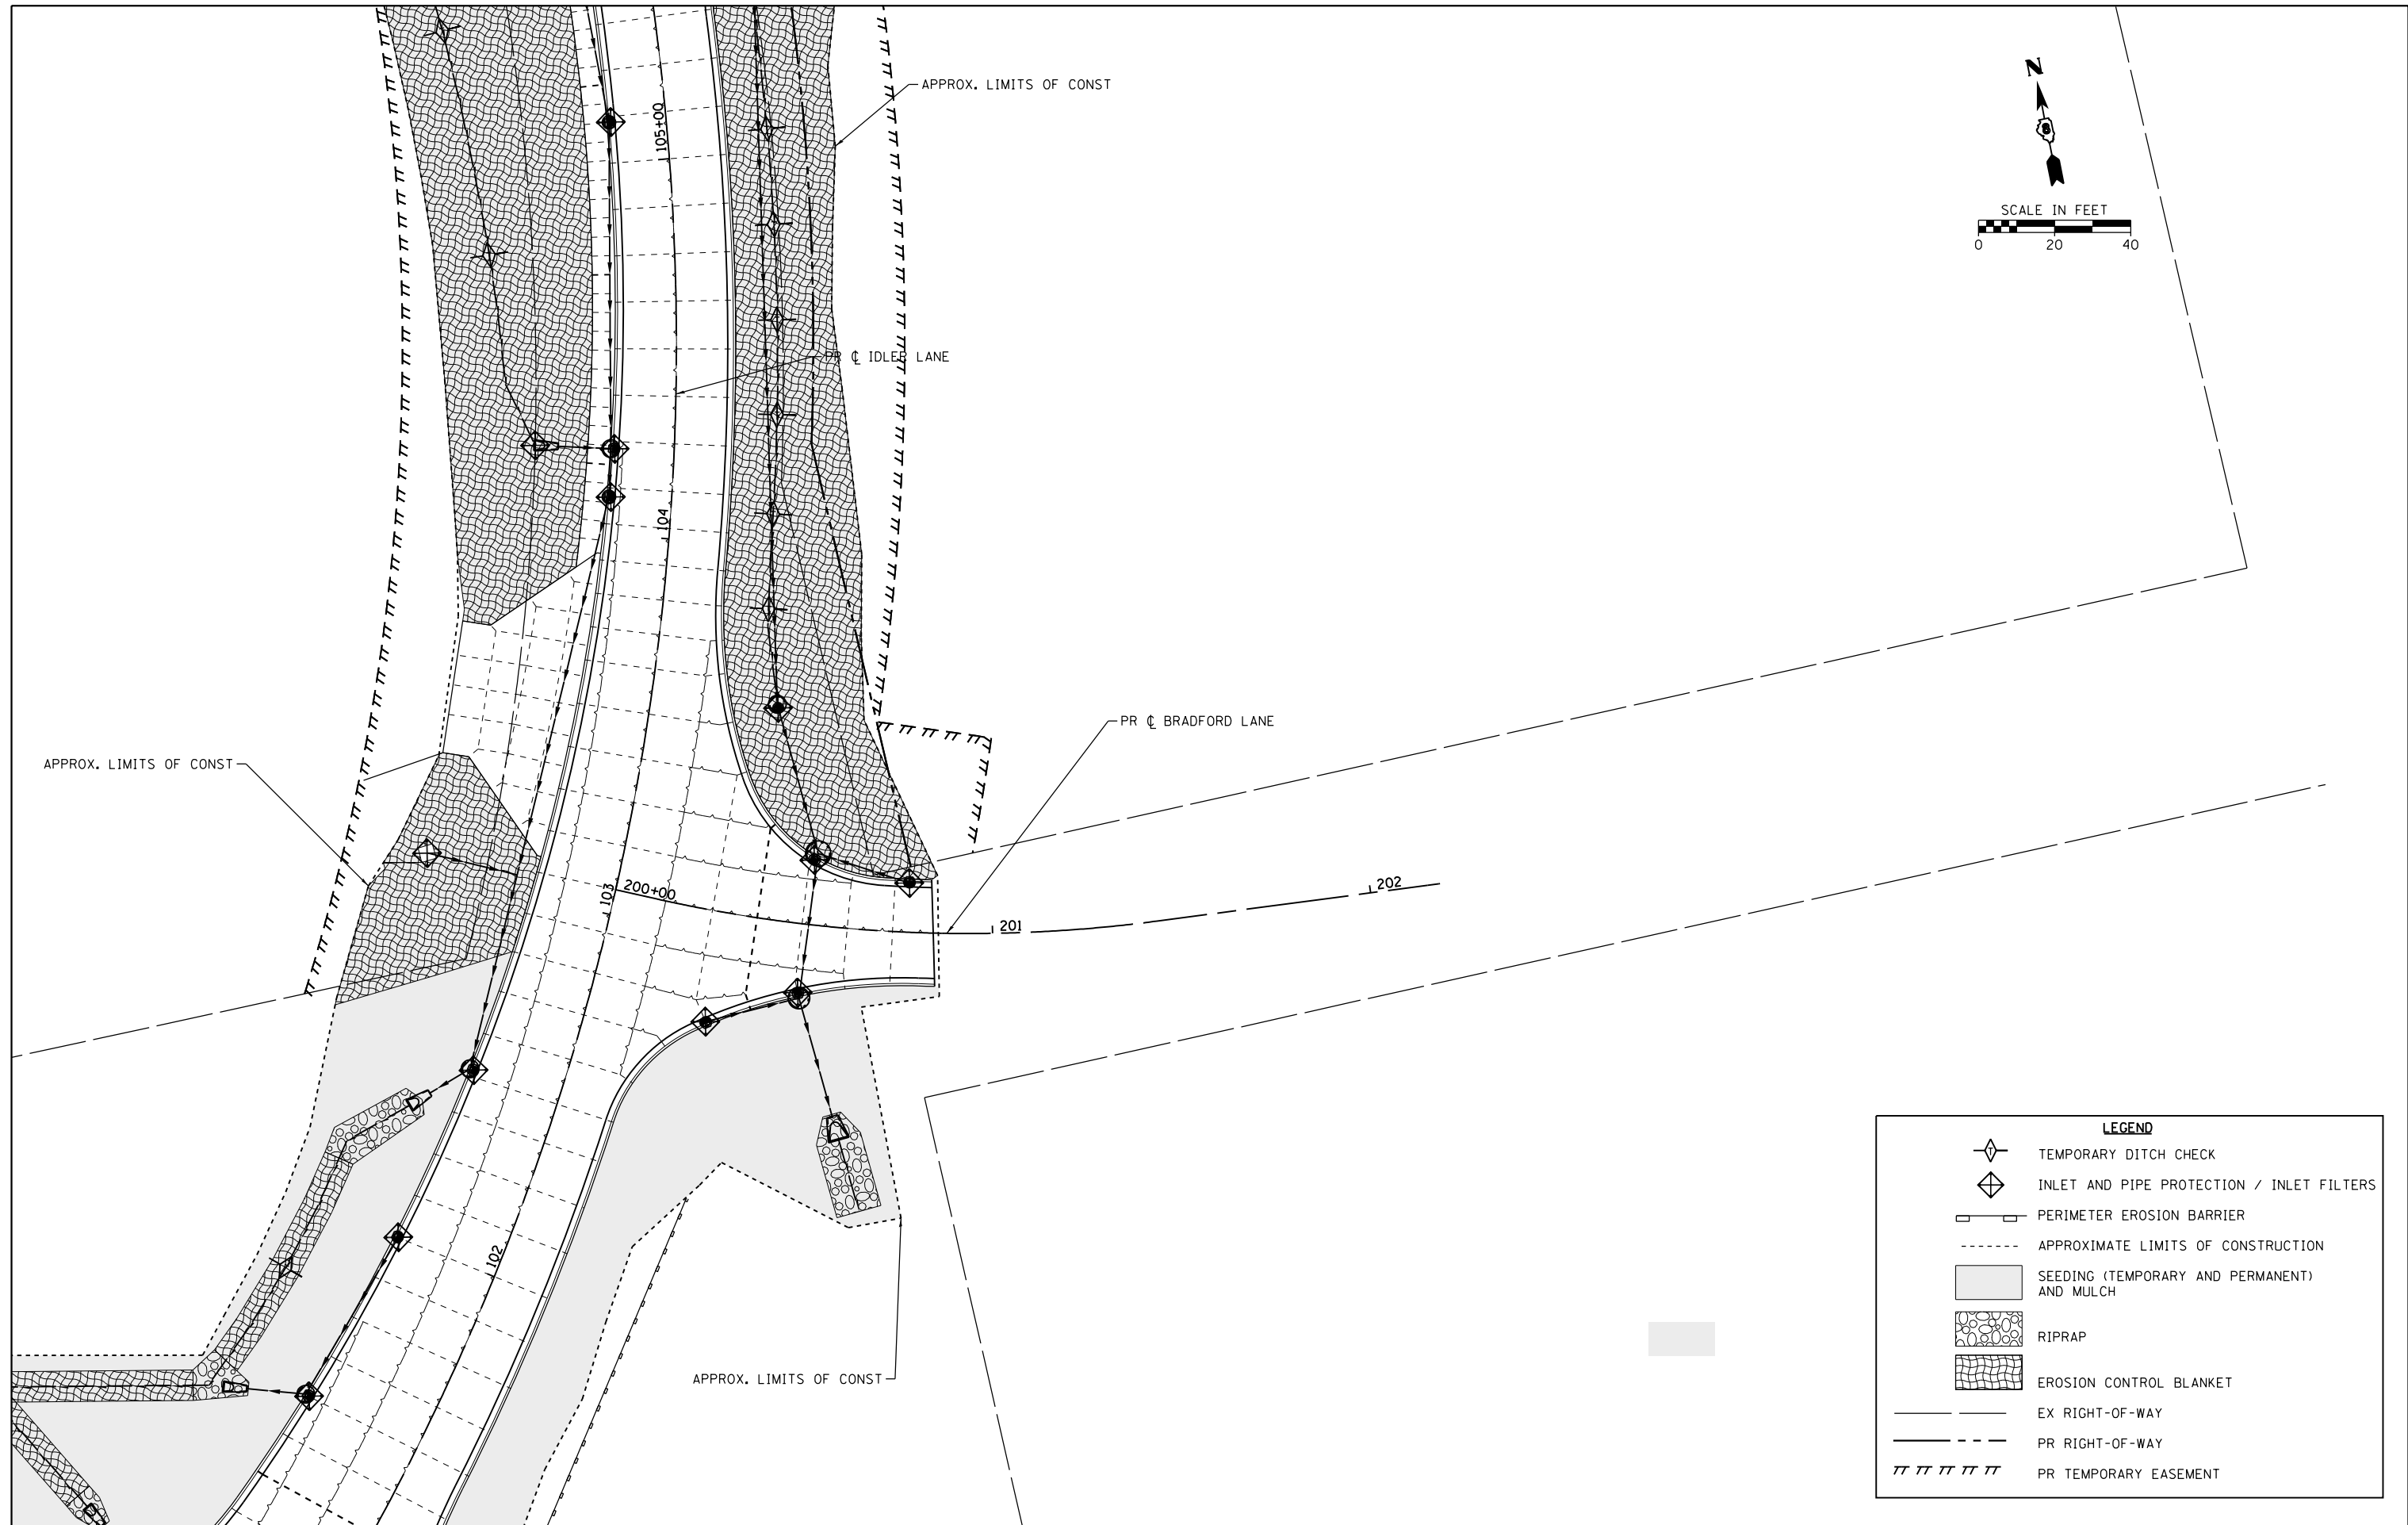 APPROX. LIMITS OF CONST
N
SCALE IN FEET
0 20 40
105+00
PR ℄ IDLER LANE
104
PR ℄ BRADFORD LANE
APPROX. LIMITS OF CONST
103
200+00
201
202
102
APPROX. LIMITS OF CONST
LEGEND
T TEMPORARY DITCH CHECK
INLET AND PIPE PROTECTION / INLET FILTERS
PERIMETER EROSION BARRIER
APPROXIMATE LIMITS OF CONSTRUCTION
SEEDING (TEMPORARY AND PERMANENT)
AND MULCH
RIPRAP
EROSION CONTROL BLANKET
EX RIGHT-OF-WAY
PR RIGHT-OF-WAY
PR TEMPORARY EASEMENT